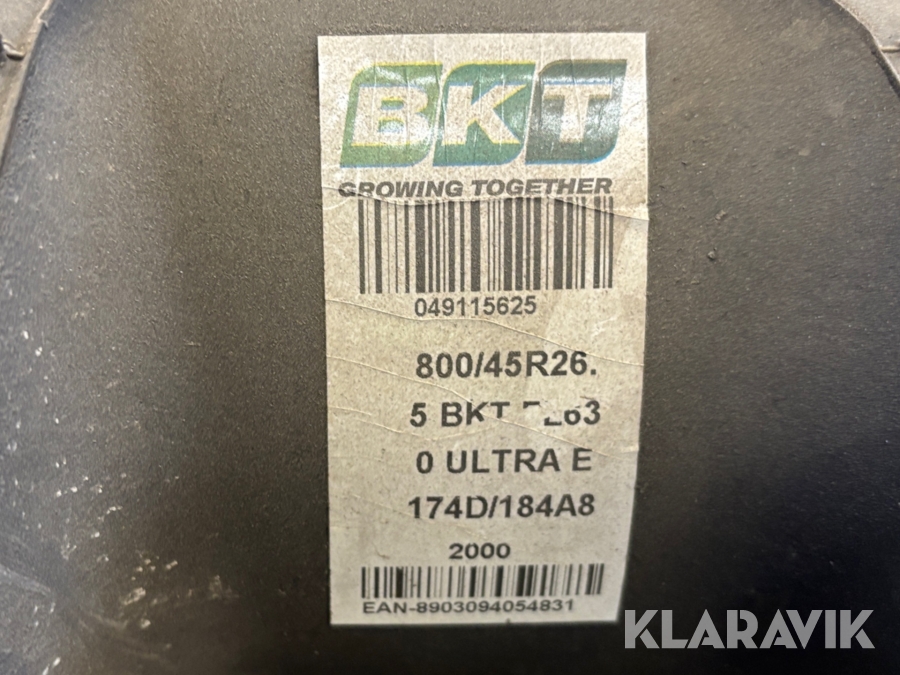 BKT
GROWING TOGETHER
049115625
800/45R26.
5 BKT
0 ULTRA E
174D/184A8
2000
EAN-8903094054831
KLARAVIK